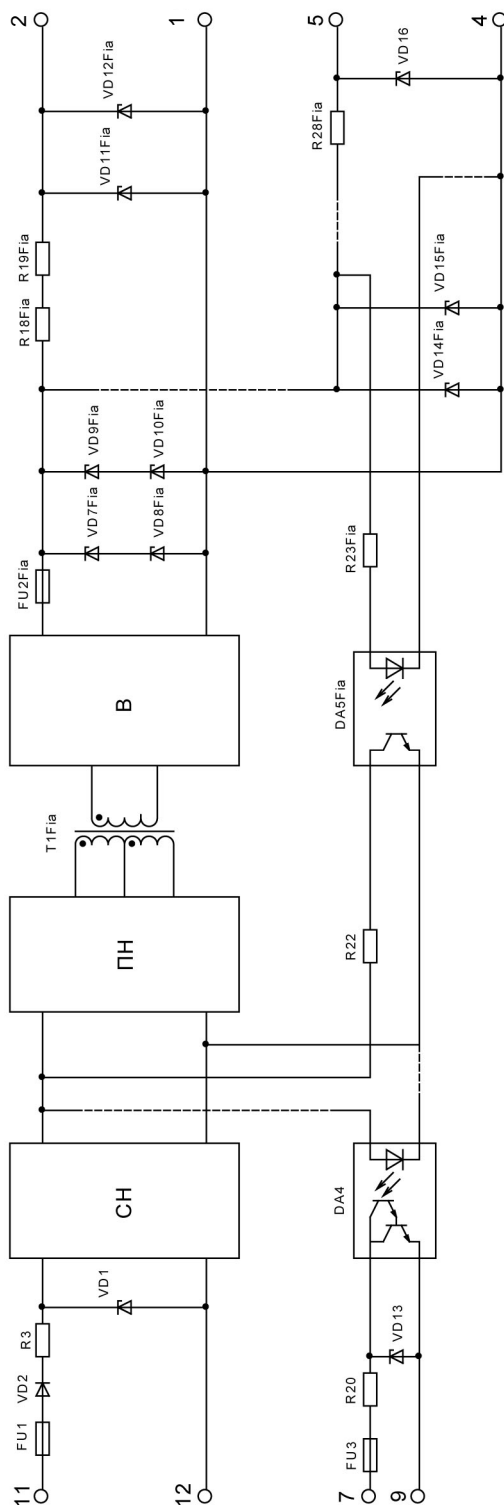 11
FU1
VD2
R3
VD1
12
СН
ПН
T1Fia
В
FU2Fia
VD7Fia
VD8Fia
VD9Fia
VD10Fia
R18Fia
R19Fia
VD11Fia
VD12Fia
2
1
7
FU3
R20
VD13
9
DA4
R22
DA5Fia
R23Fia
VD14Fia
VD15Fia
R28Fia
VD16
5
4